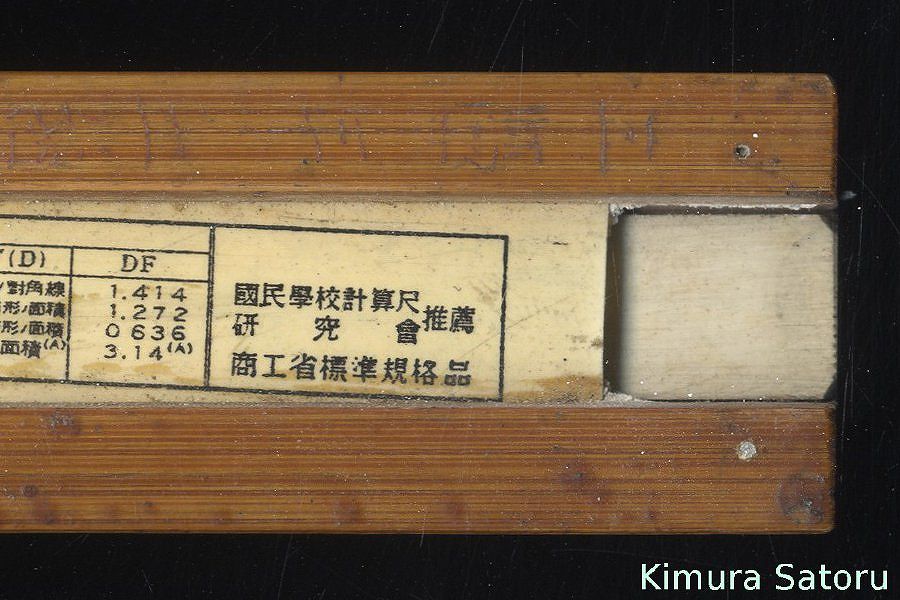 (D) DF
對角線 1.414
形ノ面積 1.272
形ノ面積 0.636
面積(A) 3.14(A)
國民學校計算尺
研究會推薦
商工省標準規格品
Kimura Satoru